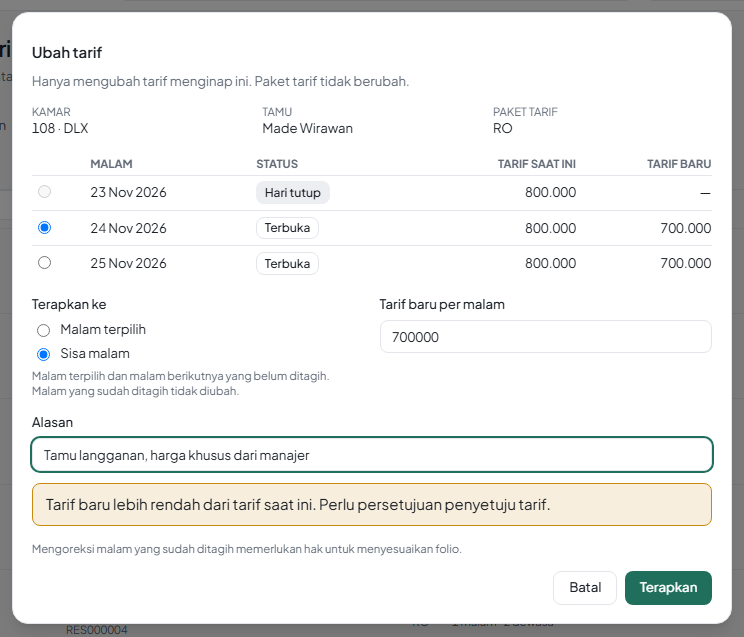 Ubah tarif
Hanya mengubah tarif menginap ini. Paket tarif tidak berubah.
KAMAR TAMU PAKET TARIF
108 · DLX Made Wirawan RO
MALAM STATUS TARIF SAAT INI TARIF BARU
23 Nov 2026 Hari tutup 800.000 —
24 Nov 2026 Terbuka 800.000 700.000
25 Nov 2026 Terbuka 800.000 700.000
Terapkan ke Tarif baru per malam
Malam terpilih 700000
Sisa malam
Malam terpilih dan malam berikutnya yang belum ditagih.
Malam yang sudah ditagih tidak diubah.
Alasan
Tamu langganan, harga khusus dari manajer
Tarif baru lebih rendah dari tarif saat ini. Perlu persetujuan penyetuju tarif.
Mengoreksi malam yang sudah ditagih memerlukan hak untuk menyesuaikan folio.
Batal Terapkan
RES000004